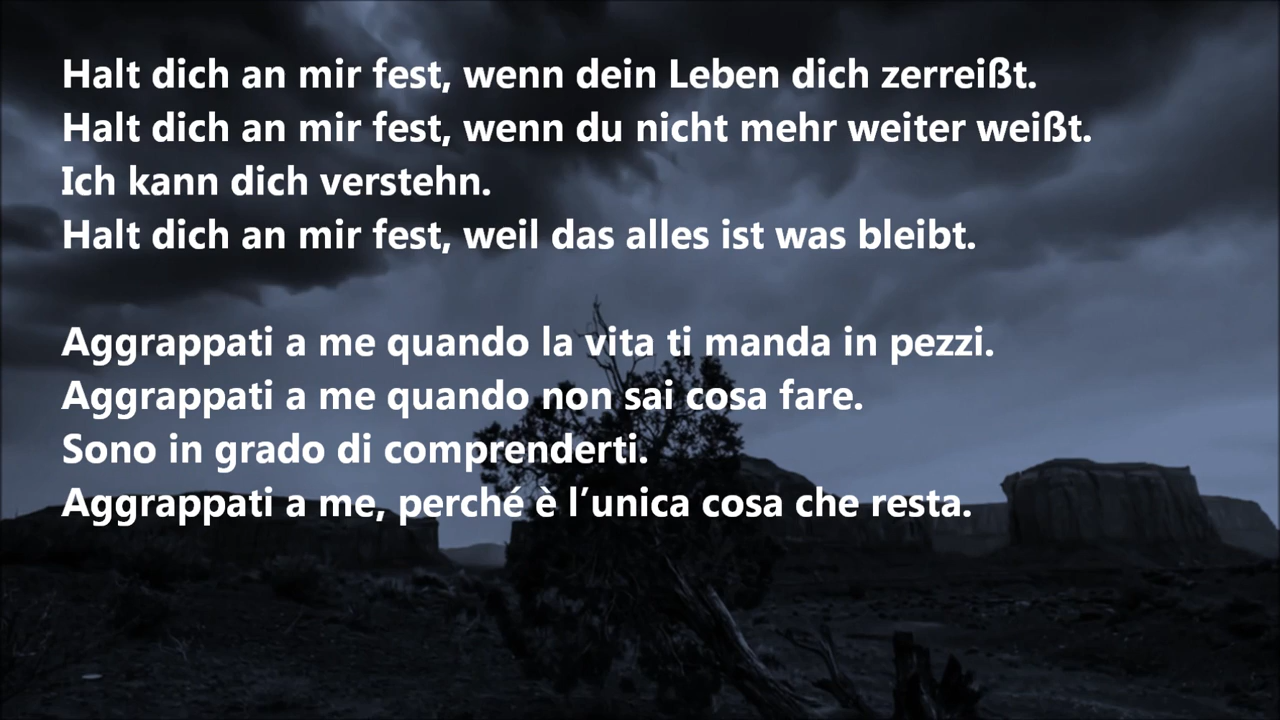 Halt dich an mir fest, wenn dein Leben dich zerreißt.
Halt dich an mir fest, wenn du nicht mehr weiter weißt.
Ich kann dich verstehn.
Halt dich an mir fest, weil das alles ist was bleibt.
Aggrappati a me quando la vita ti manda in pezzi.
Aggrappati a me quando non sai cosa fare.
Sono in grado di comprenderti.
Aggrappati a me, perché è l’unica cosa che resta.